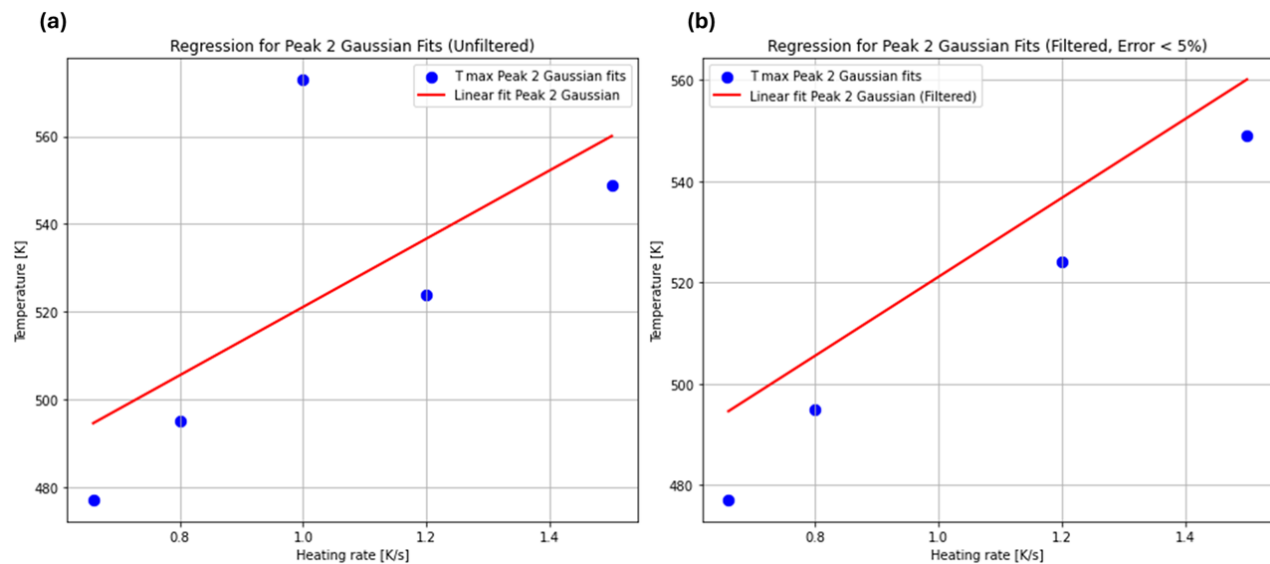 (a)
Regression for Peak 2 Gaussian Fits (Unfiltered)
T max Peak 2 Gaussian fits
Linear fit Peak 2 Gaussian
560
540
520
500
480
Temperature [K]
0.8
1.0
1.2
1.4
Heating rate [K/s]
(b)
Regression for Peak 2 Gaussian Fits (Filtered, Error < 5%)
T max Peak 2 Gaussian fits
Linear fit Peak 2 Gaussian (Filtered)
560
540
520
500
480
Temperature [K]
0.8
1.0
1.2
1.4
Heating rate [K/s]